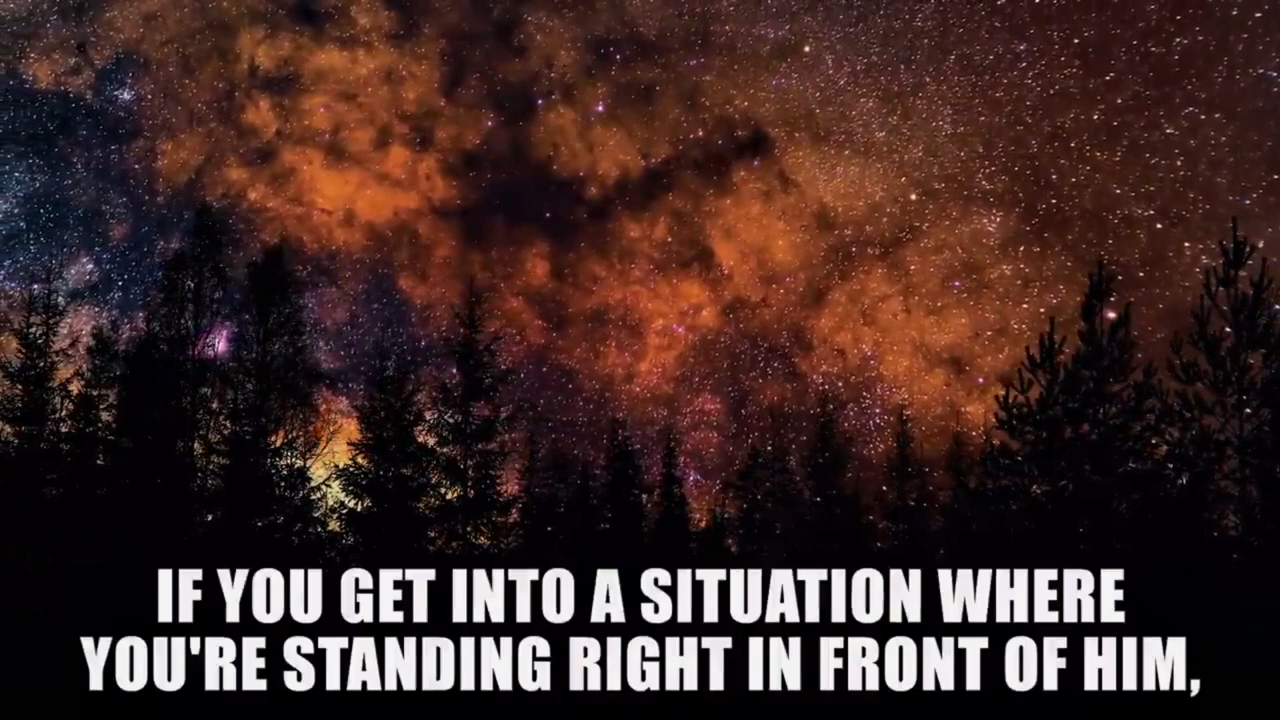 IF YOU GET INTO A SITUATION WHERE
YOU'RE STANDING RIGHT IN FRONT OF HIM,